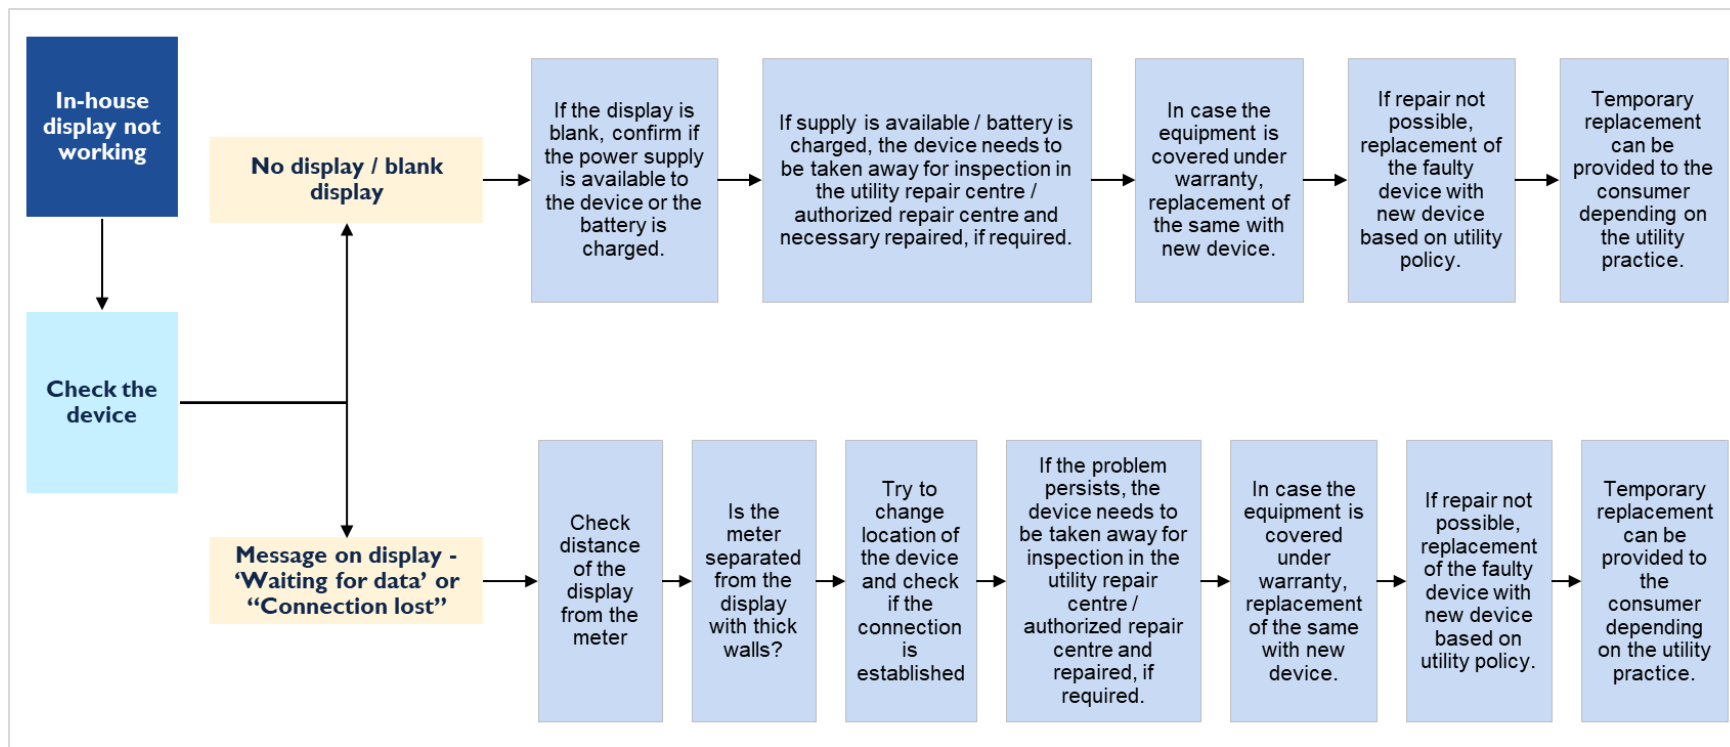 In-house
display not
working
Check the
device
No display / blank
display
If the display is
blank, confirm if
the power supply
is available to
the device or the
battery is
charged.
If supply is available / battery is
charged, the device needs to
be taken away for inspection in
the utility repair centre /
authorized repair centre and
necessary repaired, if required.
In case the
equipment is
covered under
warranty,
replacement of
the same with
new device.
If repair not
possible,
replacement of
the faulty
device with
new device
based on utility
policy.
Temporary
replacement
can be
provided to the
consumer
depending on
the utility
practice.
Message on display -
‘Waiting for data’ or
“Connection lost”
Check
distance
of the
display
from the
meter
Is the
meter
separated
from the
display
with thick
walls?
Try to
change
location of
the device
and check
if the
connection
is
established
If the problem
persists, the
device needs to
be taken away for
inspection in the
utility repair
centre /
authorized repair
centre and
repaired, if
required.
In case the
equipment is
covered
under
warranty,
replacement
of the same
with new
device.
If repair not
possible,
replacement
of the faulty
device with
new device
based on
utility policy.
Temporary
replacement
can be
provided to
the
consumer
depending
on the utility
practice.